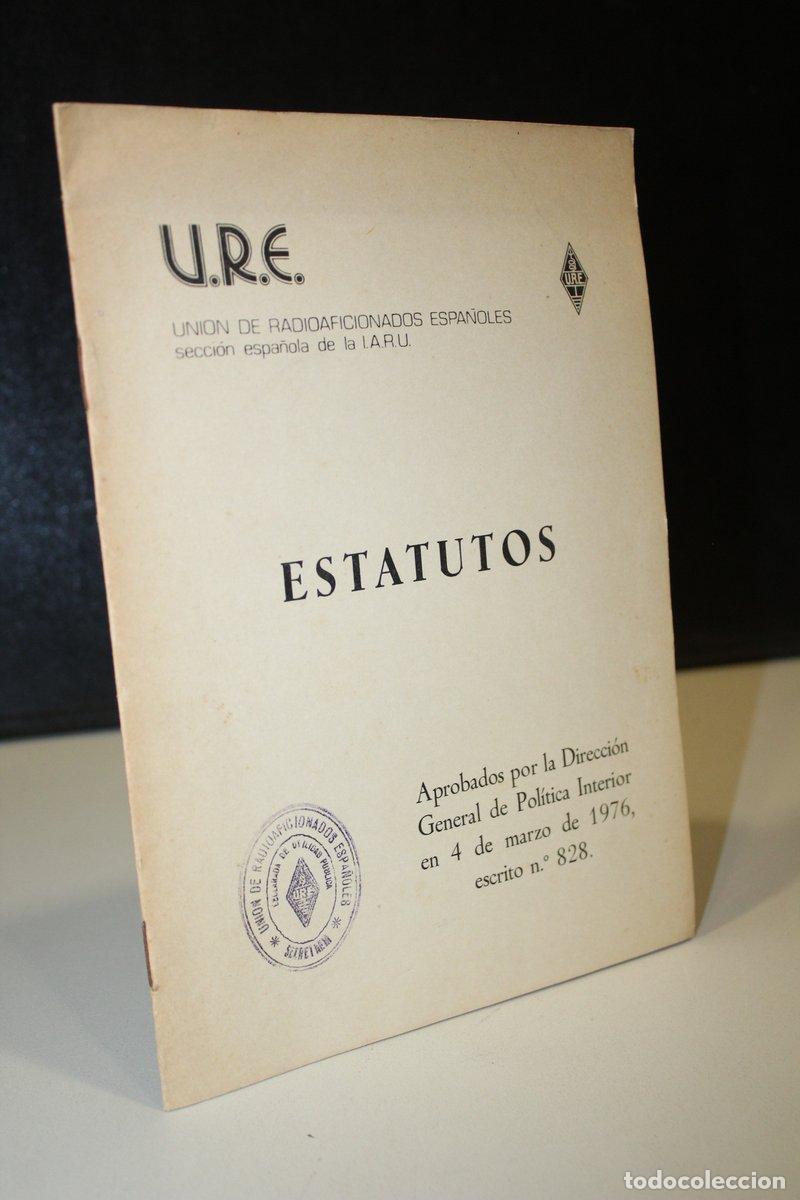 U.R.E.
URE
UNION DE RADIOAFICIONADOS ESPAÑOLES
sección española de la I.A.R.U.
ESTATUTOS
Aprobados por la Dirección
General de Política Interior
en 4 de marzo de 1976,
escrito n.º 828.
UNION DE RADIOAFICIONADOS ESPAÑOLES
DECLARADA DE UTILIDAD PUBLICA
URE
* SECRETARIA *
todocoleccion